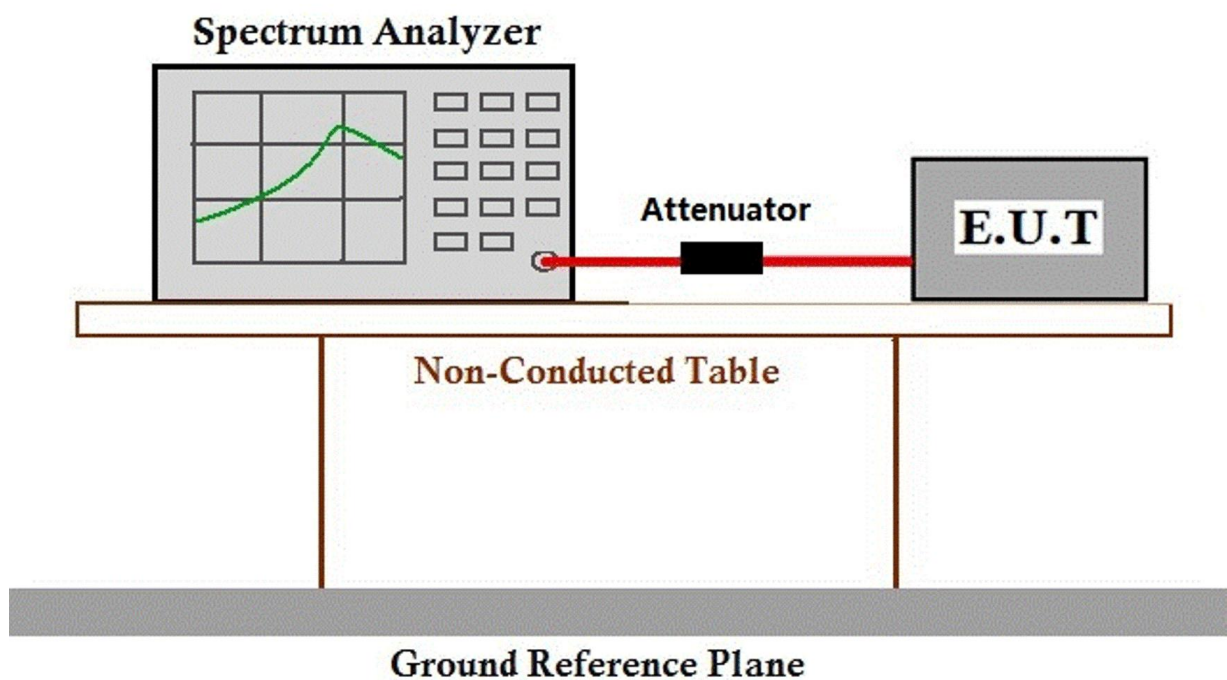 Spectrum Analyzer
Attenuator
E.U.T
Non-Conducted Table
Ground Reference Plane